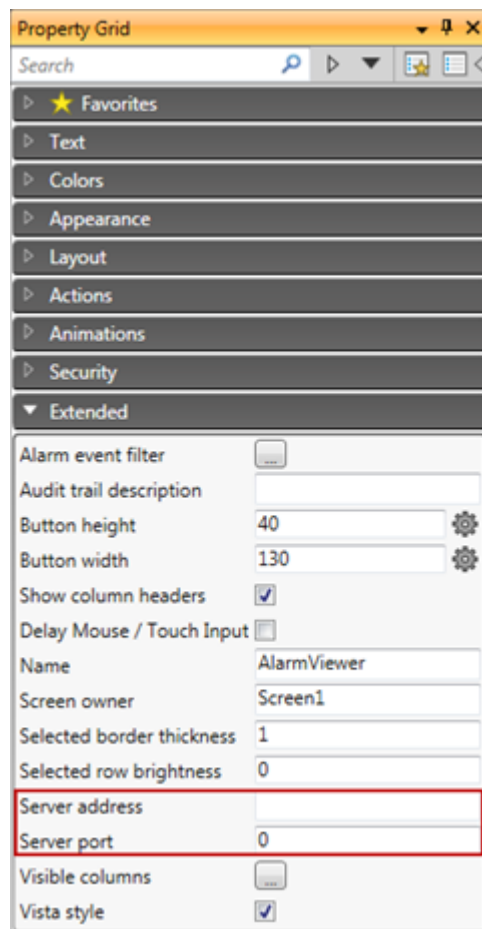 Property Grid
Search
Favorites
Text
Colors
Appearance
Layout
Actions
Animations
Security
Extended
Alarm event filter ...
Audit trail description
Button height 40
Button width 130
Show column headers
Delay Mouse / Touch Input
Name AlarmViewer
Screen owner Screen1
Selected border thickness 1
Selected row brightness 0
Server address
Server port 0
Visible columns ...
Vista style